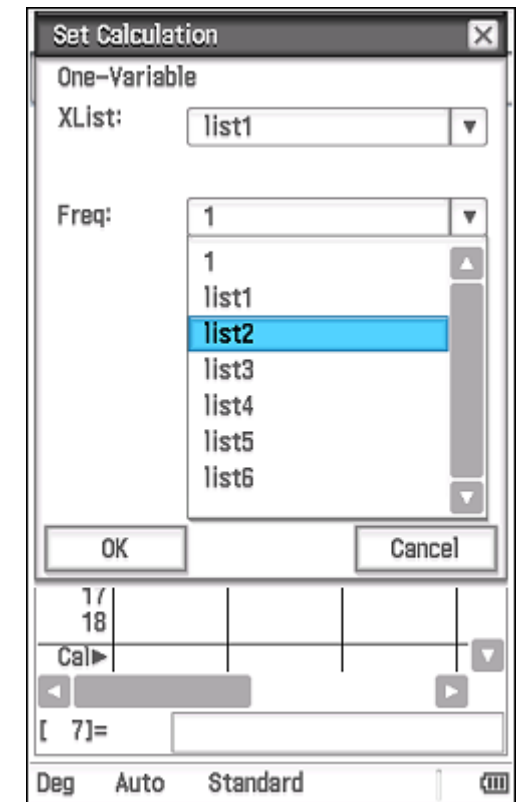 Set Calculation
One-Variable
XList: list1
Freq: 1
1
list1
list2
list3
list4
list5
list6
OK Cancel
17
18
Cal▶
[ 7]=
Deg Auto Standard